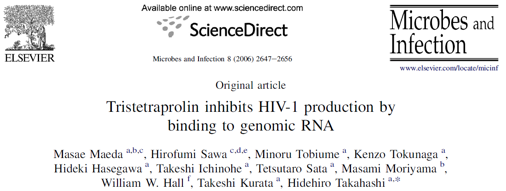 Available online at www.sciencedirect.com
ScienceDirect
ELSEVIER
Microbes and Infection 8 (2006) 2647-2656
Microbes and
Infection
www.elsevier.com/locate/micinf
Original article
Tristetraprolin inhibits HIV-1 production by
binding to genomic RNA
Masae Maeda a,b,c, Hirofumi Sawa c,d,e, Minoru Tobiume a, Kenzo Tokunaga a,
Hideki Hasegawa a, Takeshi Ichinohe a, Tetsutaro Sata a, Masami Moriyama b,
William W. Hall f, Takeshi Kurata a, Hidehiro Takahashi a,*